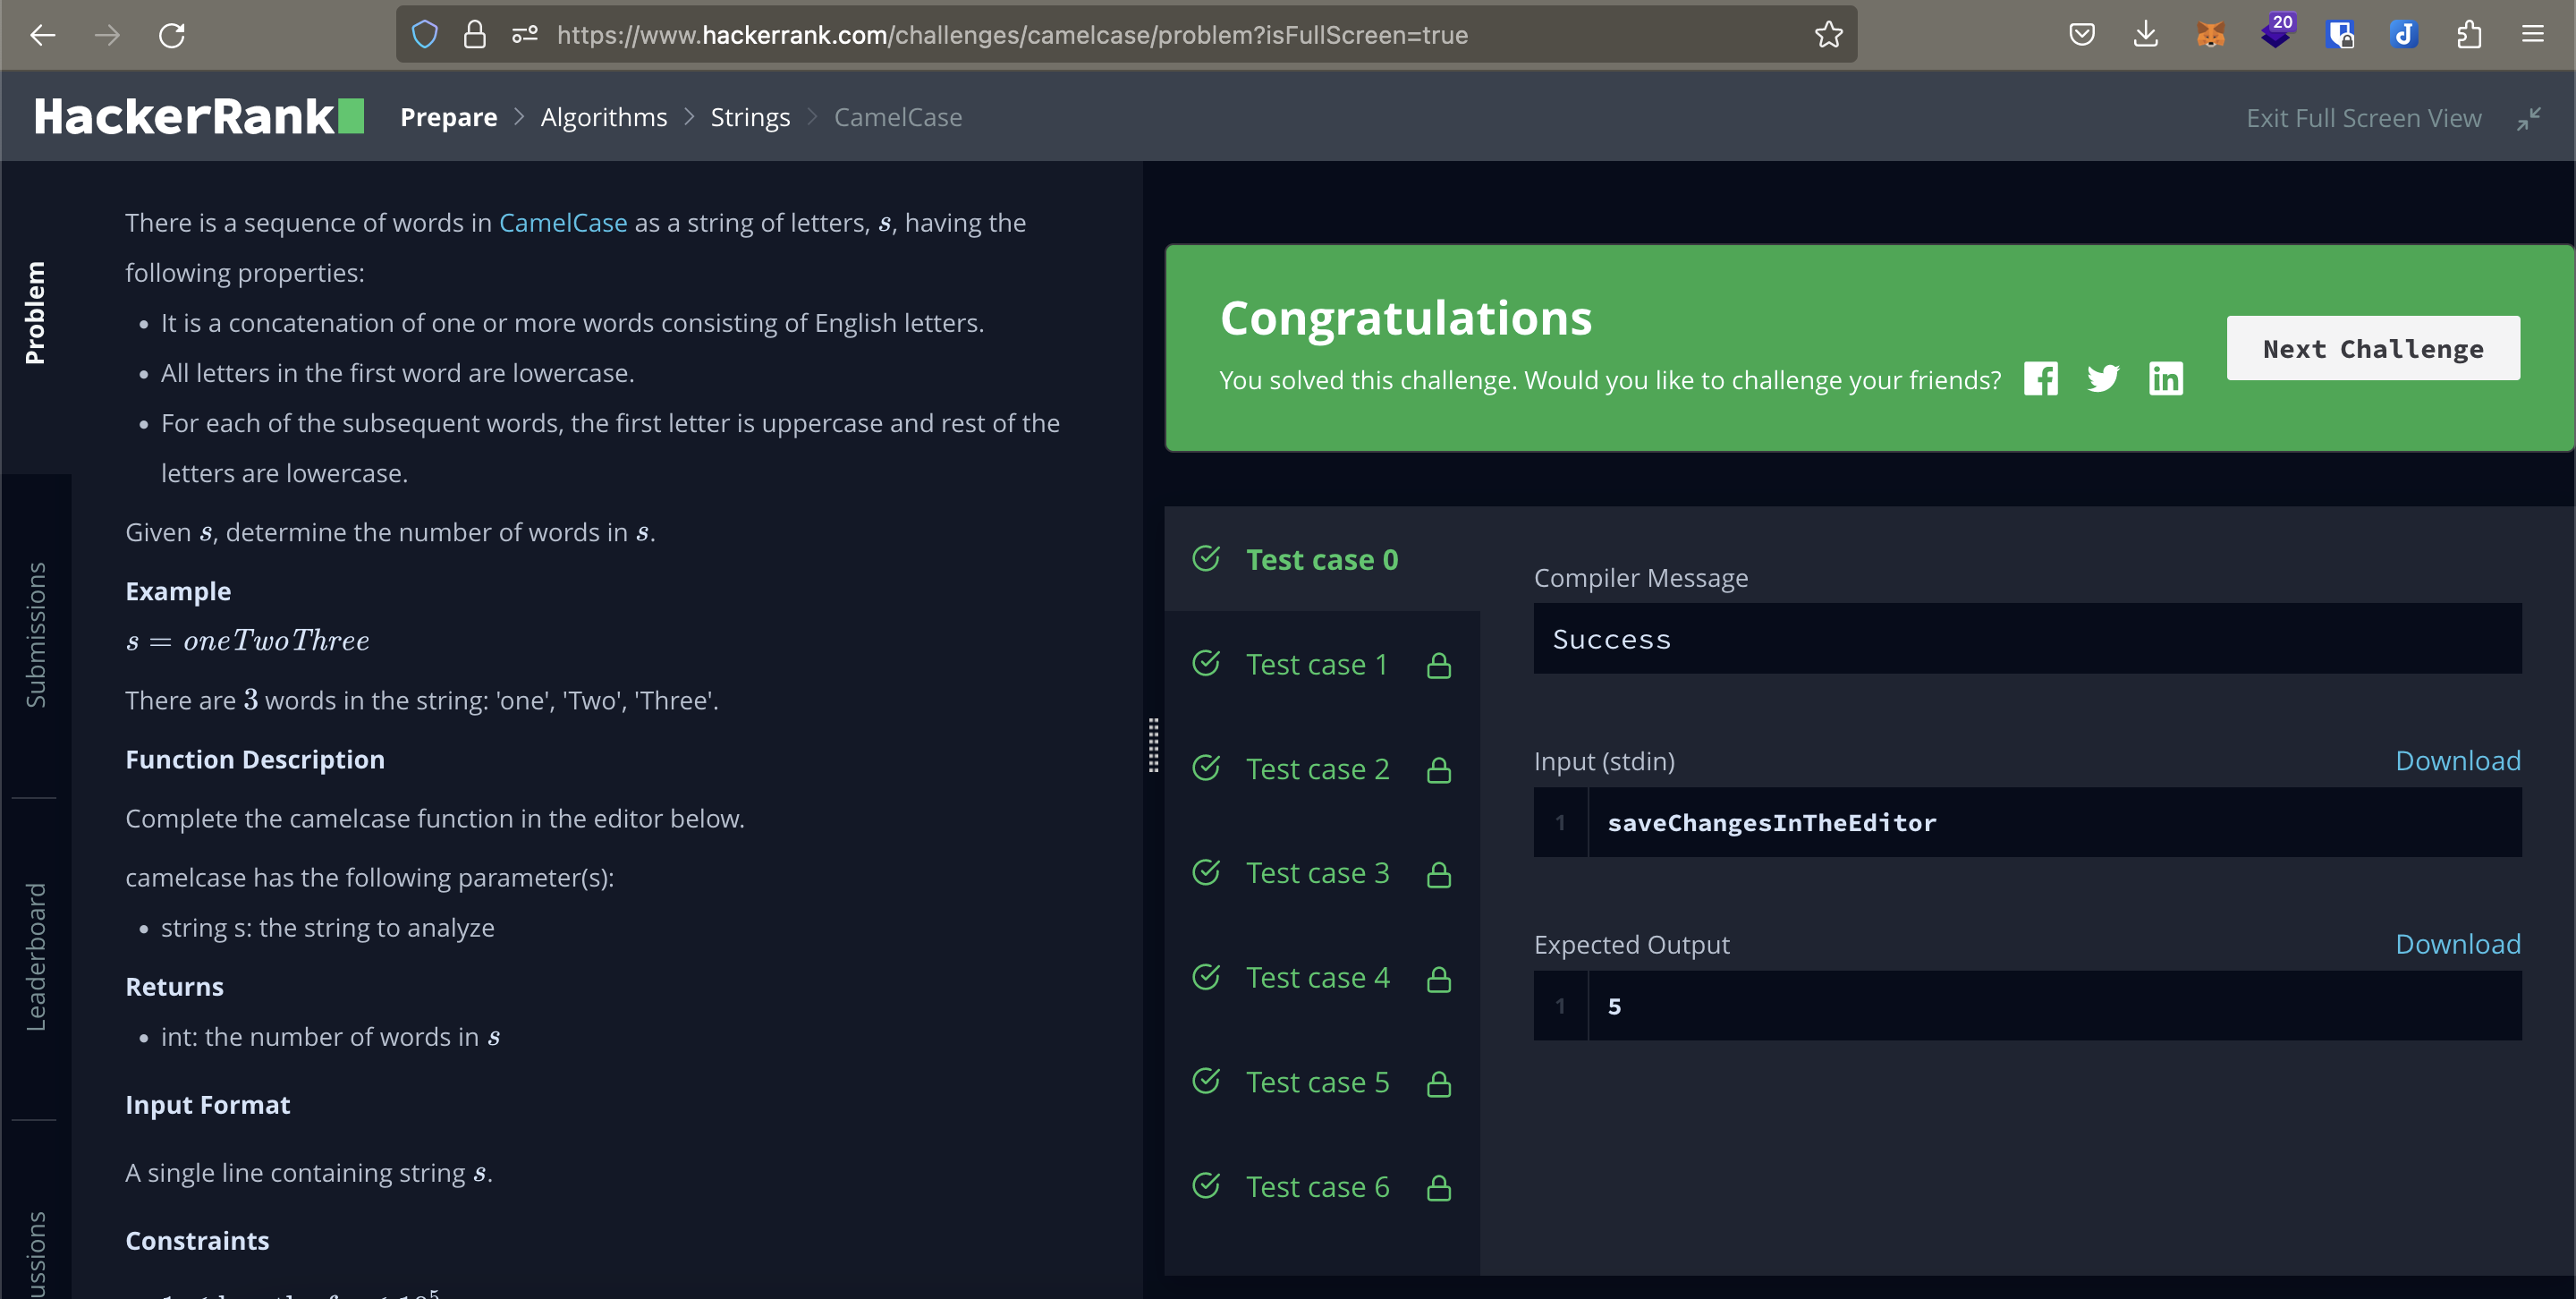 https://www.hackerrank.com/challenges/camelcase/problem?isFullScreen=true
20
HackerRank
Prepare > Algorithms > Strings > CamelCase
Exit Full Screen View
Problem
Submissions
Leaderboard
There is a sequence of words in CamelCase as a string of letters, s, having the
following properties:
• It is a concatenation of one or more words consisting of English letters.
• All letters in the first word are lowercase.
• For each of the subsequent words, the first letter is uppercase and rest of the
letters are lowercase.
Given s, determine the number of words in s.
Example
s = oneTwoThree
There are 3 words in the string: 'one', 'Two', 'Three'.
Function Description
Complete the camelcase function in the editor below.
camelcase has the following parameter(s):
• string s: the string to analyze
Returns
• int: the number of words in s
Input Format
A single line containing string s.
Constraints
Congratulations
You solved this challenge. Would you like to challenge your friends?
Next Challenge
Test case 0
Test case 1
Test case 2
Test case 3
Test case 4
Test case 5
Test case 6
Compiler Message
Success
Input (stdin)
Download
1 saveChangesInTheEditor
Expected Output
Download
1 5